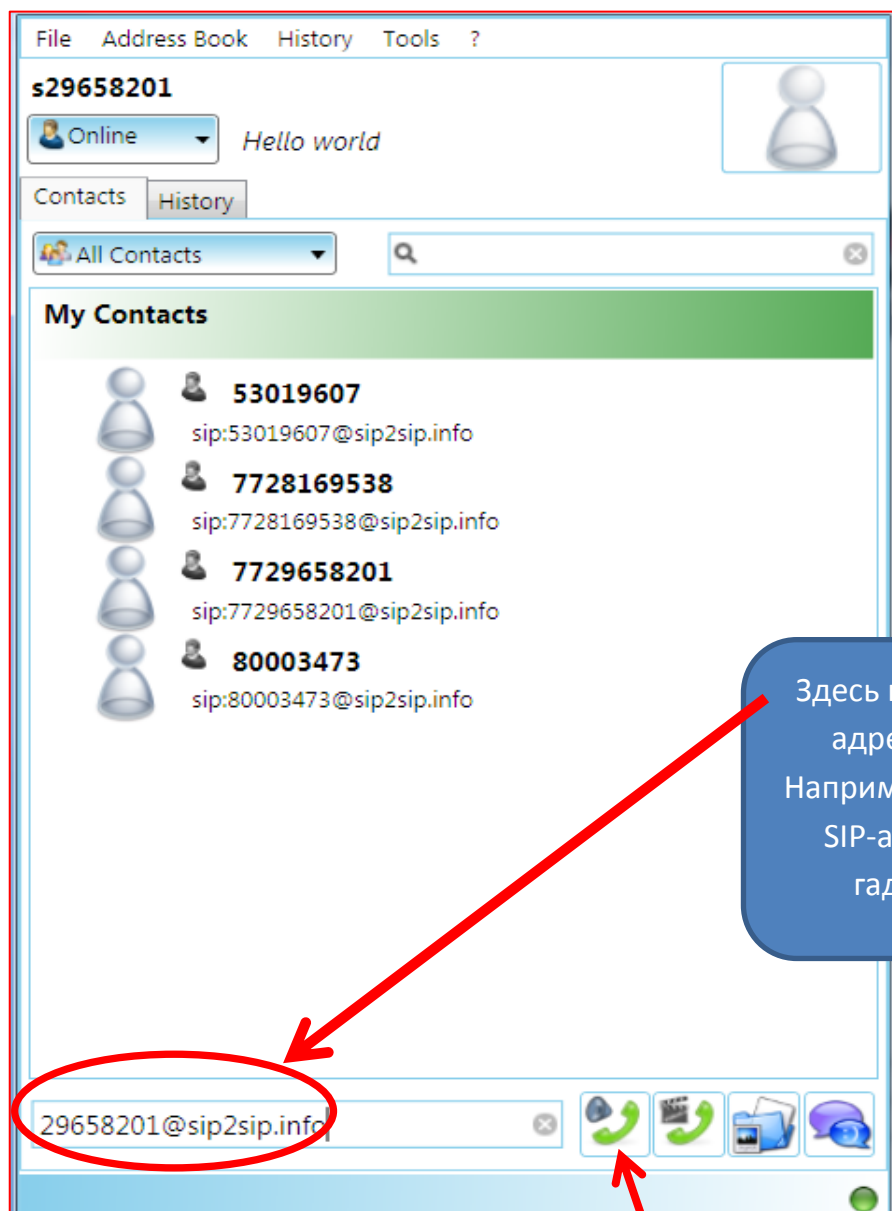 File Address Book History Tools ?
s29658201
Online Hello world
Contacts History
All Contacts
My Contacts
53019607
sip:53019607@sip2sip.info
7728169538
sip:7728169538@sip2sip.info
7729658201
sip:7729658201@sip2sip.info
80003473
sip:80003473@sip2sip.info
Здесь
29658201@sip2sip.info